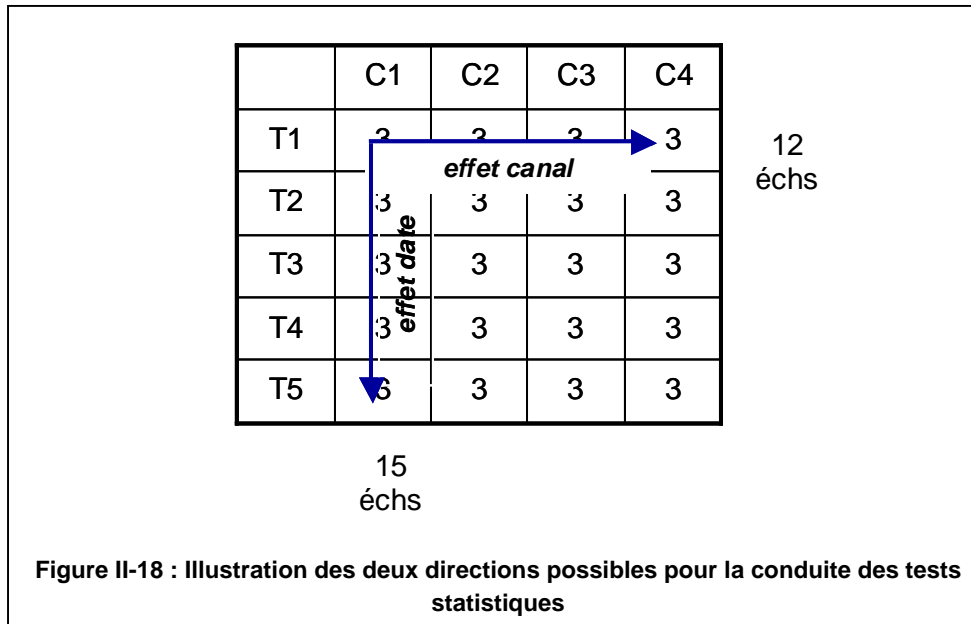 C1 C2 C3 C4
T1 3 3 3 3
effet canal
12
échs
T2 3 3 3 3
effet date
T3 3 3 3 3
T4 3 3 3 3
T5 3 3 3 3
15
échs
Figure II-18 : Illustration des deux directions possibles pour la conduite des tests
statistiques